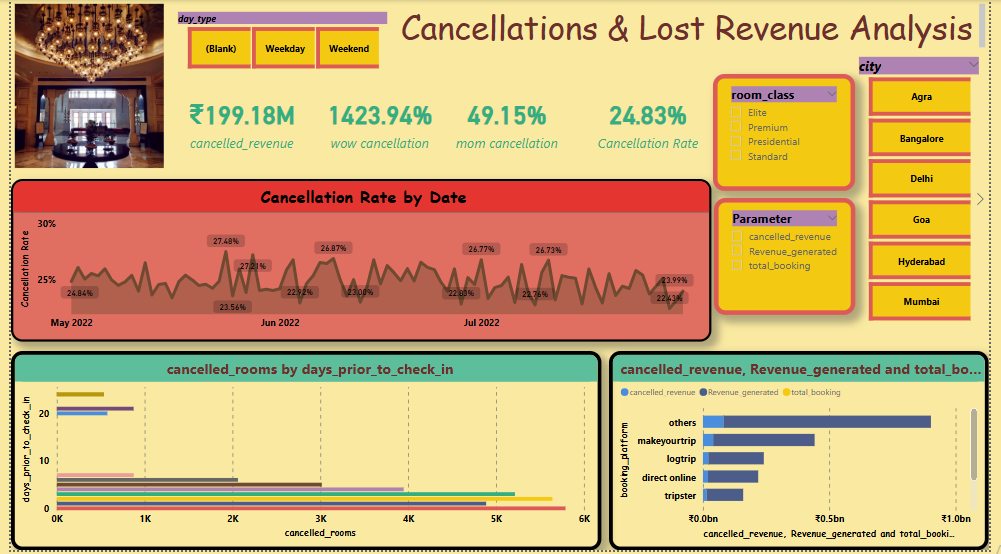 day_type
(Blank)
Weekday
Weekend
Cancellations & Lost Revenue Analysis
city
Agra
Bangalore
Delhi
Goa
Hyderabad
Mumbai
₹199.18M
cancelled_revenue
1423.94%
wow cancellation
49.15%
mom cancellation
24.83%
Cancellation Rate
room_class
Elite
Premium
Presidential
Standard
Parameter
cancelled_revenue
Revenue_generated
total_booking
Cancellation Rate by Date
Cancellation Rate
30%
25%
24.84%
27.48%
23.56%
27.21%
22.92%
26.87%
23.00%
22.83%
26.77%
22.76%
26.73%
23.99%
22.43%
May 2022
Jun 2022
Jul 2022
cancelled_rooms by days_prior_to_check_in
days_prior_to_check_in
20
10
0
0K
1K
2K
3K
4K
5K
6K
cancelled_rooms
cancelled_revenue, Revenue_generated and total_bo...
cancelled_revenue
Revenue_generated
total_booking
booking_platform
others
makeyourtrip
logtrip
direct online
tripster
₹0.0bn
₹0.5bn
₹1.0bn
cancelled_revenue, Revenue_generated and total_booki..